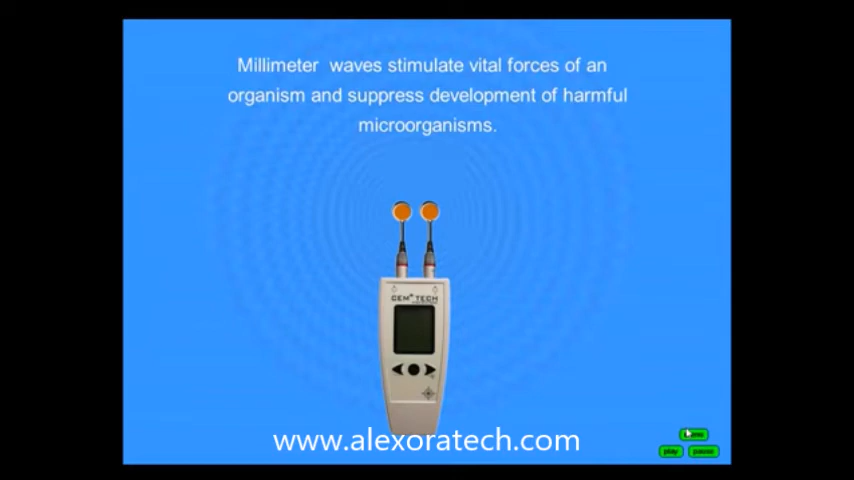 Millimeter waves stimulate vital forces of an
organism and suppress development of harmful
microorganisms.
CEM TECH
www.alexoratech.com
play pause